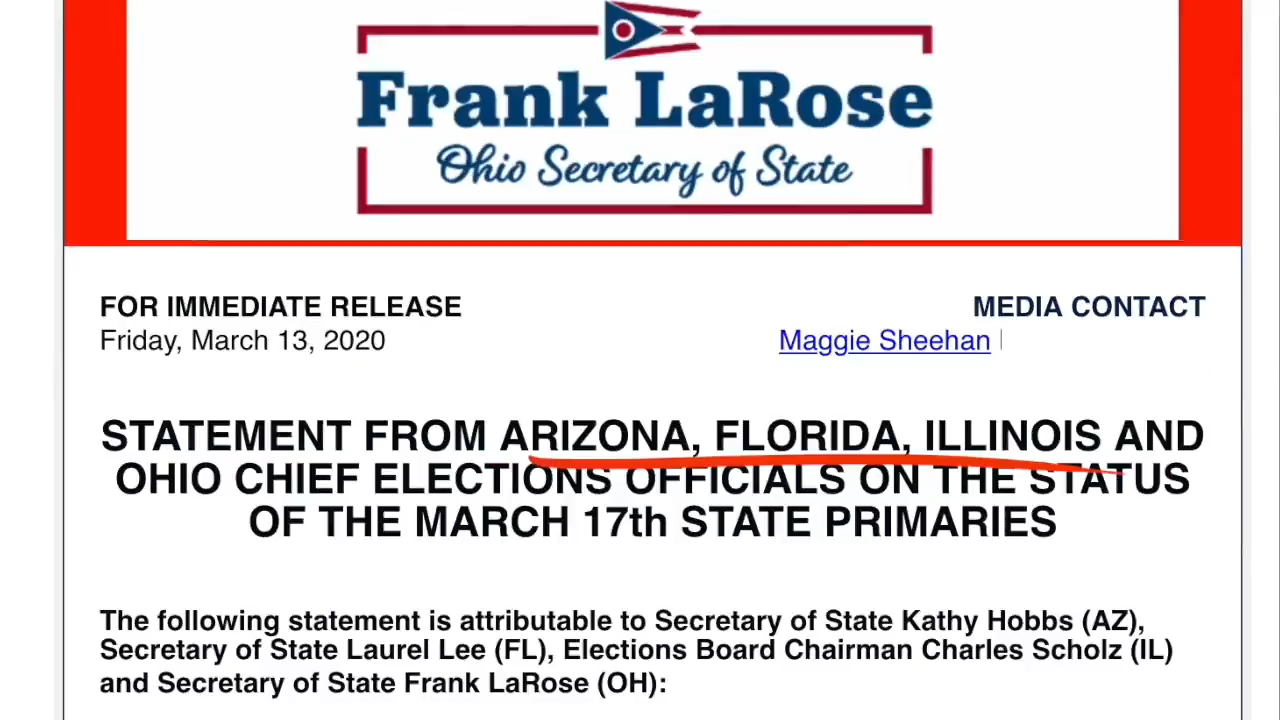 Frank LaRose
Ohio Secretary of State
FOR IMMEDIATE RELEASE
MEDIA CONTACT
Friday, March 13, 2020
Maggie Sheehan |
STATEMENT FROM ARIZONA, FLORIDA, ILLINOIS AND
OHIO CHIEF ELECTIONS OFFICIALS ON THE STATUS
OF THE MARCH 17th STATE PRIMARIES
The following statement is attributable to Secretary of State Kathy Hobbs (AZ),
Secretary of State Laurel Lee (FL), Elections Board Chairman Charles Scholz (IL)
and Secretary of State Frank LaRose (OH):